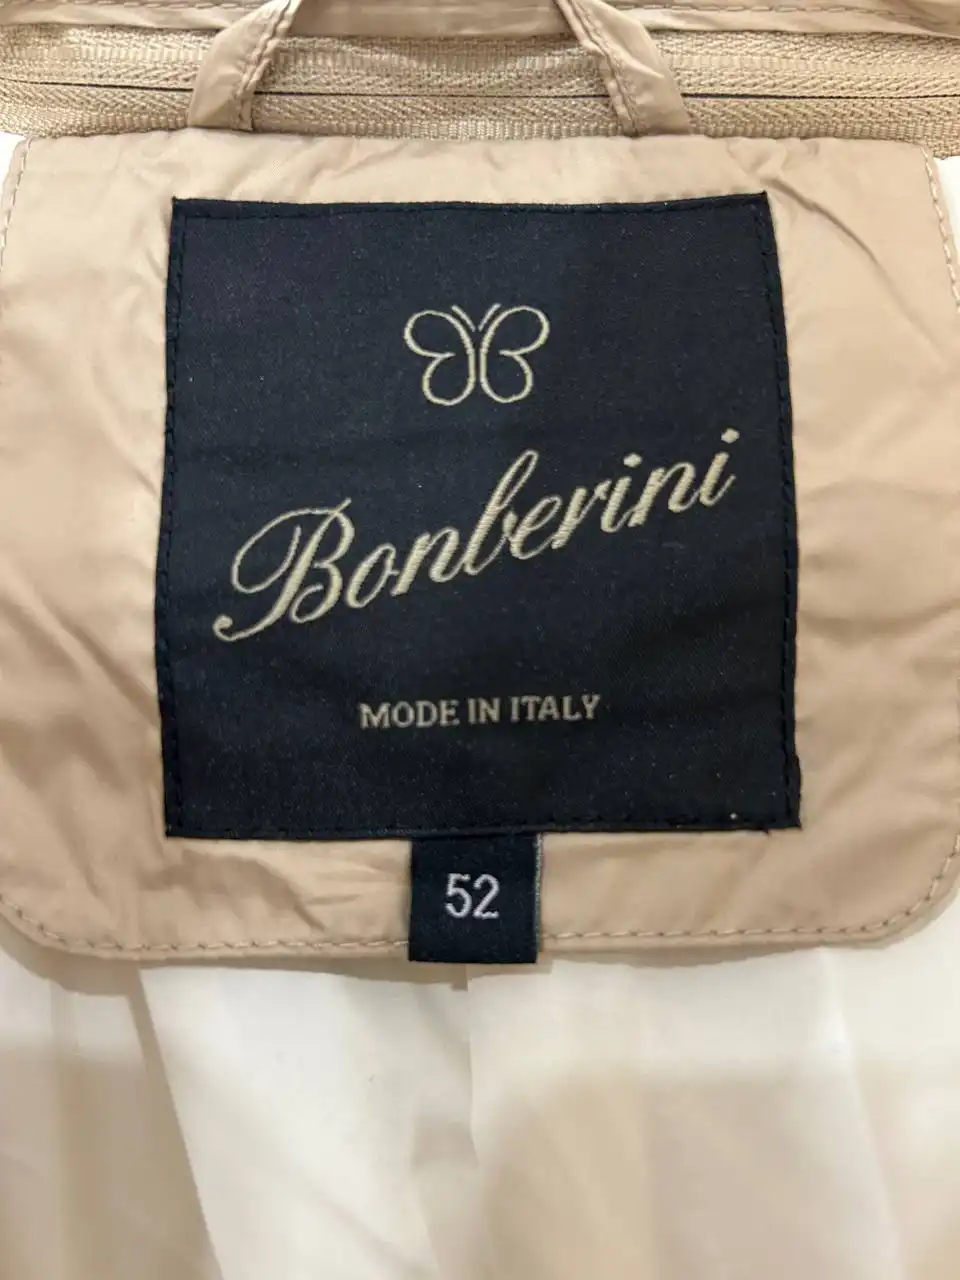 Bonberini
MODE IN ITALY
52